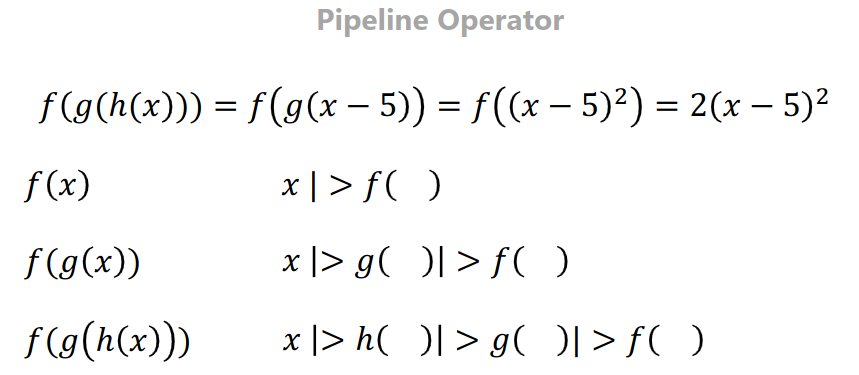 Pipeline Operator
f(g(h(x))) = f(g(x − 5)) = f((x − 5)²) = 2(x − 5)²
f(x) x | > f( )
f(g(x)) x |> g( )| > f( )
f(g(h(x))) x |> h( )| > g( )| > f( )